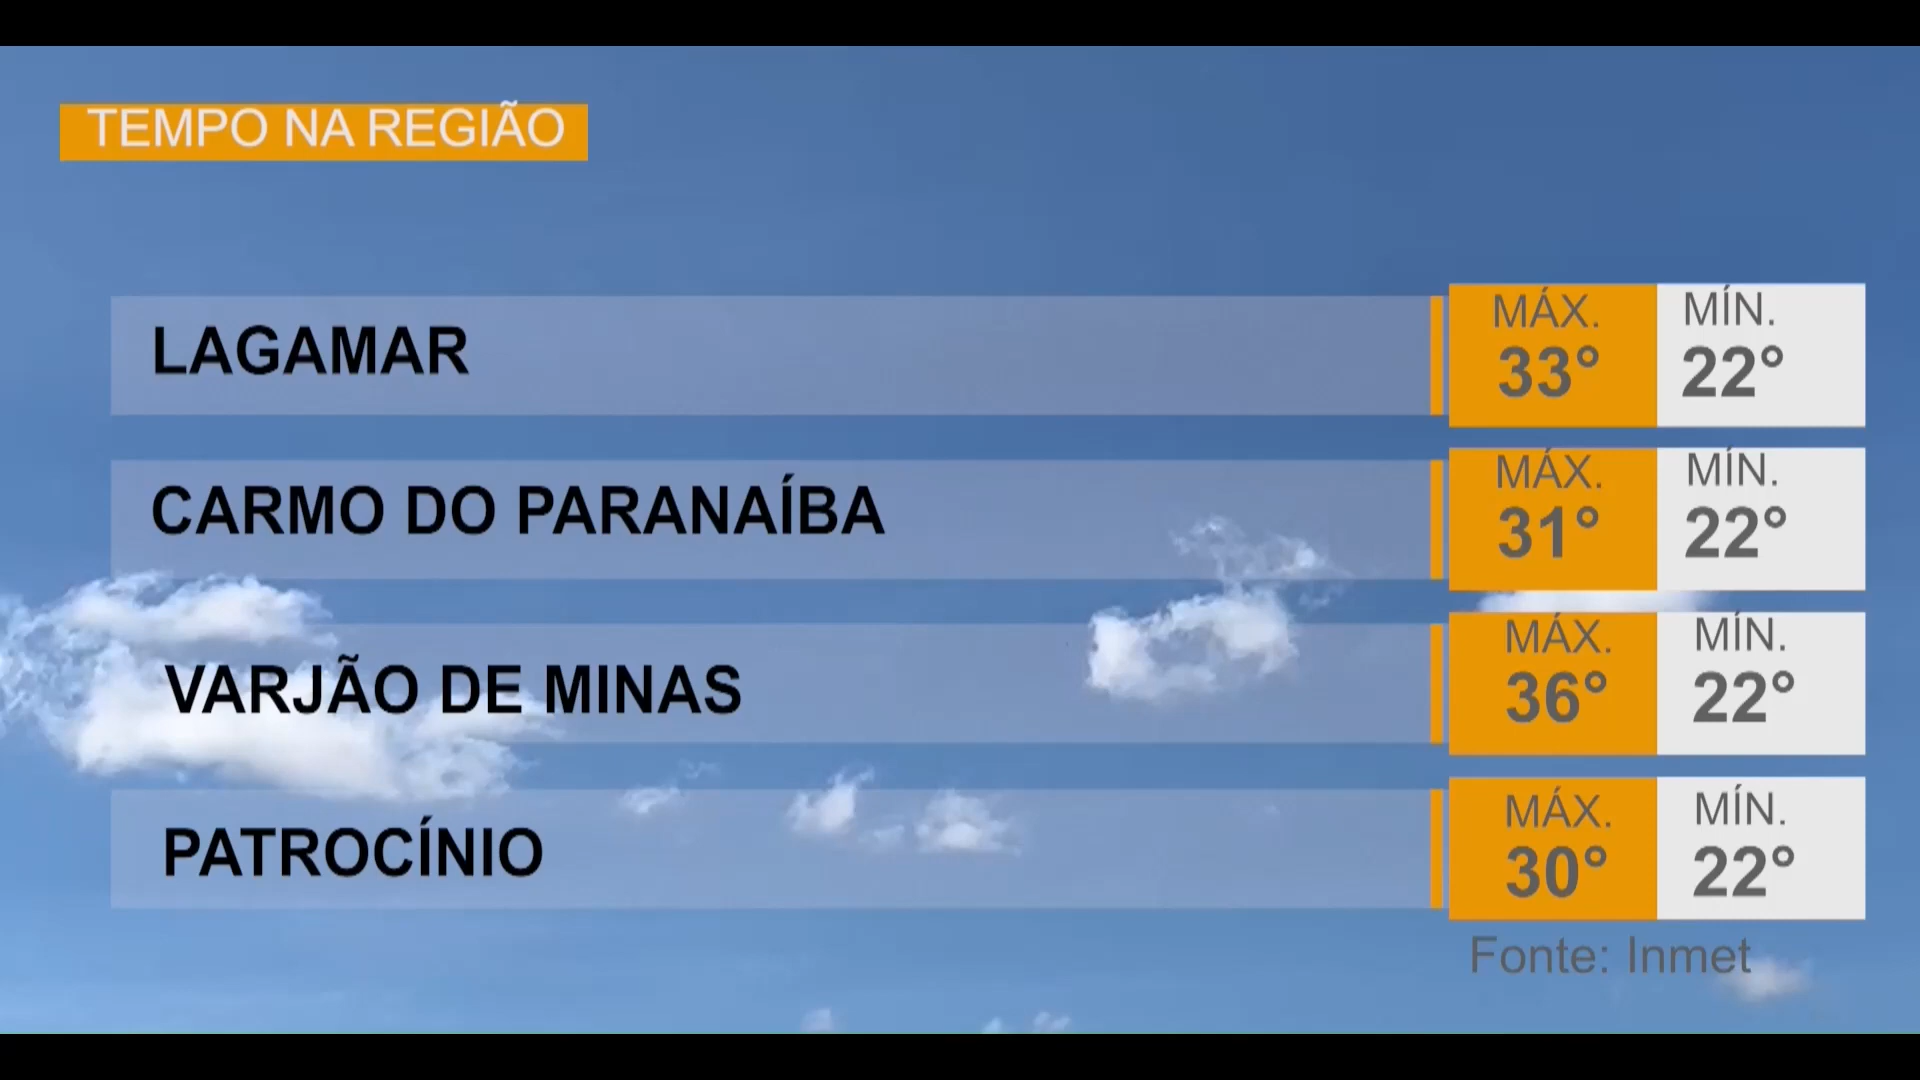 TEMPO NA REGIÃO
LAGAMAR
MÁX.
33°
MÍN.
22°
CARMO DO PARANAÍBA
MÁX.
31°
MÍN.
22°
VARJÃO DE MINAS
MÁX.
36°
MÍN.
22°
PATROCÍNIO
MÁX.
30°
MÍN.
22°
Fonte: Inmet